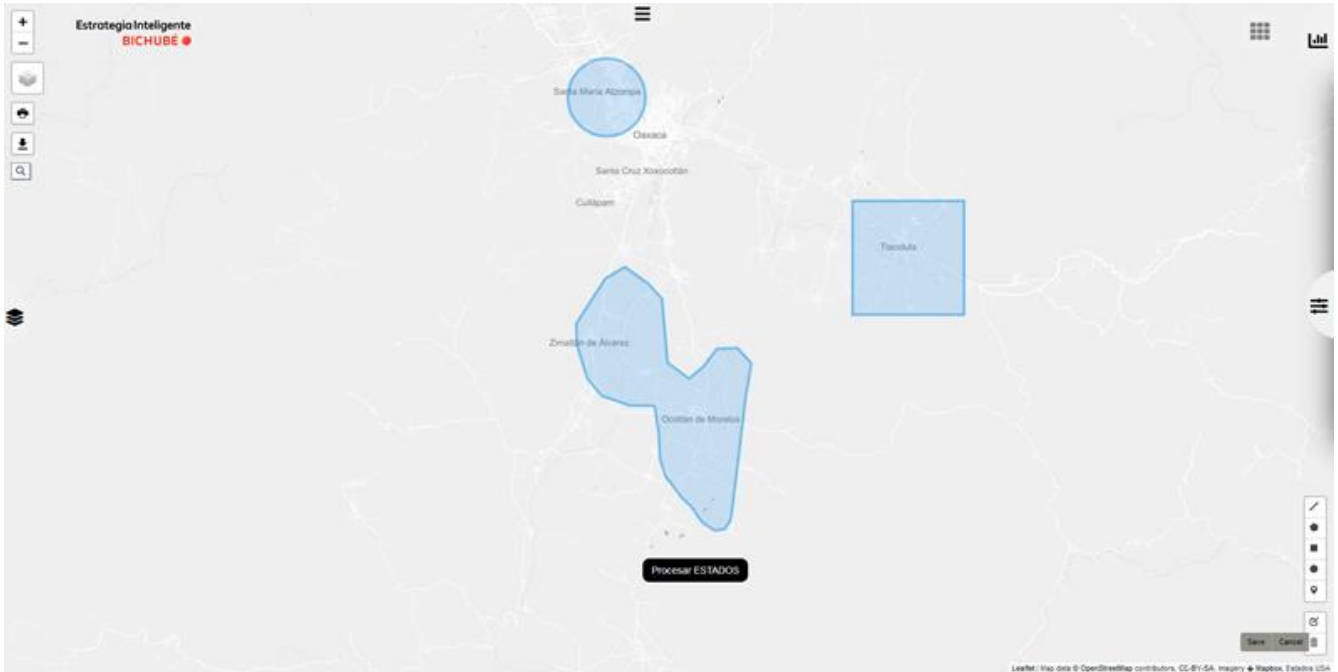 +
−
Estrategia Inteligente
BICHUBÉ
Santa María Atzompa
Oaxaca
Santa Cruz Xoxocotlán
Cuilápam
Tlacolula
Zimatlán de Álvarez
Ocotlán de Morelos
Procesar ESTADOS
Save Cancel
Leaflet | Map data © OpenStreetMap contributors, CC-BY-SA, Imagery © Mapbox, Estados USA